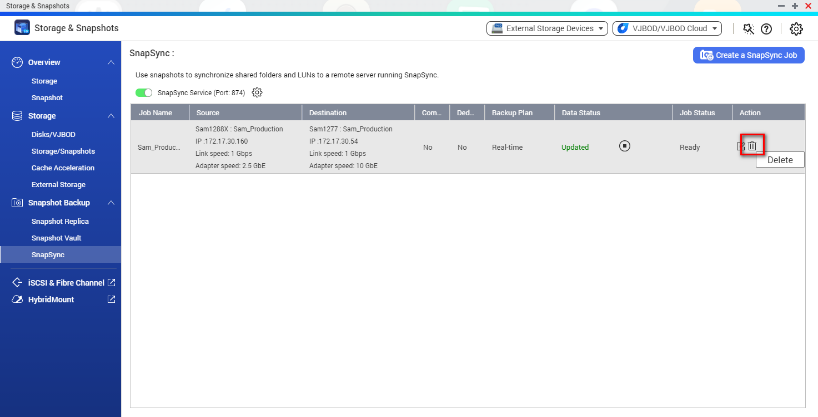 Storage & Snapshots
Storage & Snapshots
External Storage Devices
VJBOD/VJBOD Cloud
Overview
Storage
Snapshot
Storage
Disks/VJBOD
Storage/Snapshots
Cache Acceleration
External Storage
Snapshot Backup
Snapshot Replica
Snapshot Vault
SnapSync
iSCSI & Fibre Channel
HybridMount
SnapSync :
Create a SnapSync Job
Use snapshots to synchronize shared folders and LUNs to a remote server running SnapSync.
SnapSync Service (Port :874)
Job Name Source Destination Com... Ded... Backup Plan Data Status Job Status Action
Sam_Produc...
Sam1288X : Sam_Production
IP :172.17.30.160
Link speed: 1 Gbps
Adapter speed: 2.5 GbE
Sam1277 : Sam_Production
IP :172.17.30.54
Link speed: 1 Gbps
Adapter speed: 10 GbE
No No Real-time Updated Ready
Delete